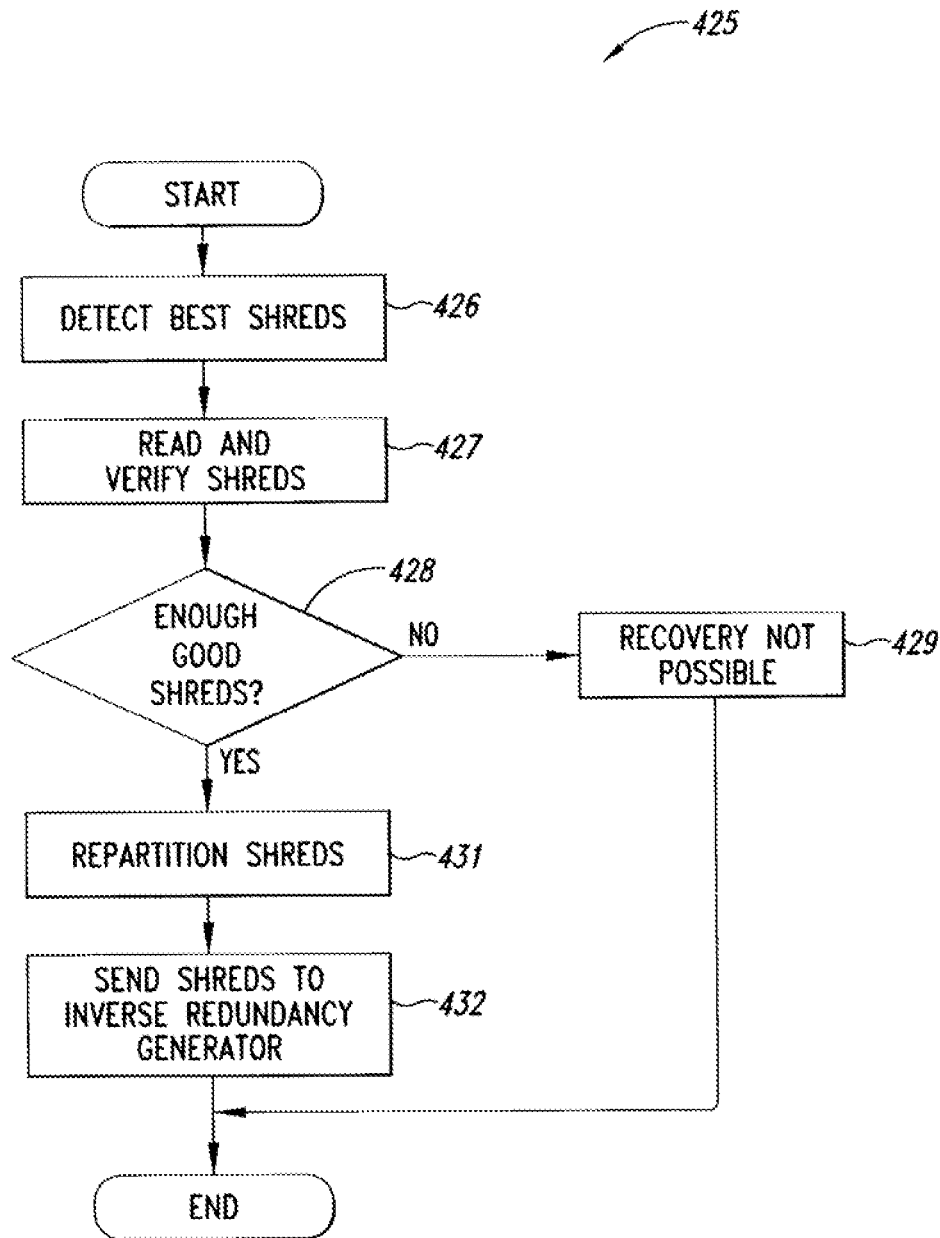 425
START
DETECT BEST SHREDS
426
READ AND
VERIFY SHREDS
427
428
ENOUGH
GOOD
SHREDS?
NO
RECOVERY NOT
POSSIBLE
429
YES
REPARTITION SHREDS
431
SEND SHREDS TO
INVERSE REDUNDANCY
GENERATOR
432
END